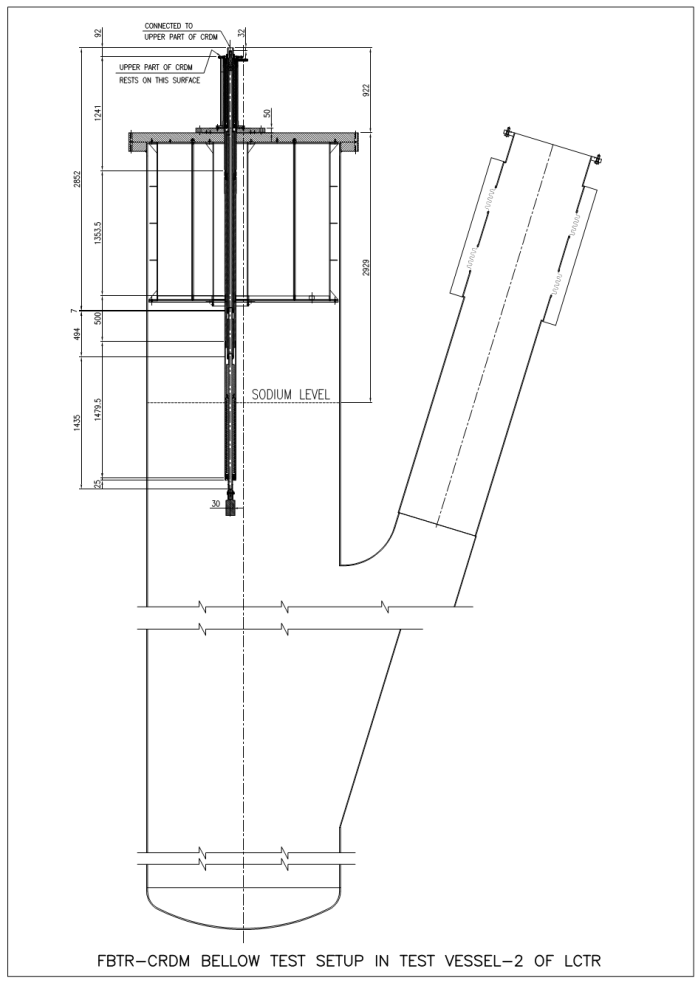 CONNECTED TO
UPPER PART OF CRDM
UPPER PART OF CRDM
RESTS ON THIS SURFACE
92
32
1241
922
50
2852
1353.5
2929
7
500
494
SODIUM LEVEL
1479.5
1435
25
30
FBTR-CRDM BELLOW TEST SETUP IN TEST VESSEL-2 OF LCTR